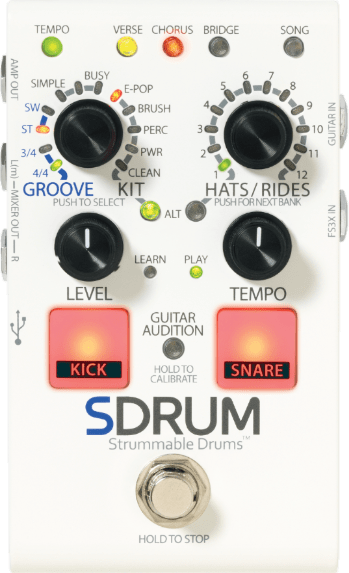 TEMPO VERSE CHORUS BRIDGE SONG
AMP OUT
L(m)—MIXER OUT—R
SIMPLE BUSY E-POP
SW BRUSH
ST PERC
3/4 PWR
4/4 CLEAN
GROOVE KIT
PUSH TO SELECT
ALT
1 2 3 4 5 6 7 8 9 10 11 12
HATS/RIDES
PUSH FOR NEXT BANK
GUITAR IN
FS3X IN
LEARN PLAY
LEVEL TEMPO
GUITAR
AUDITION
HOLD TO
CALIBRATE
KICK SNARE
SDRUM
Strummable Drums™
HOLD TO STOP